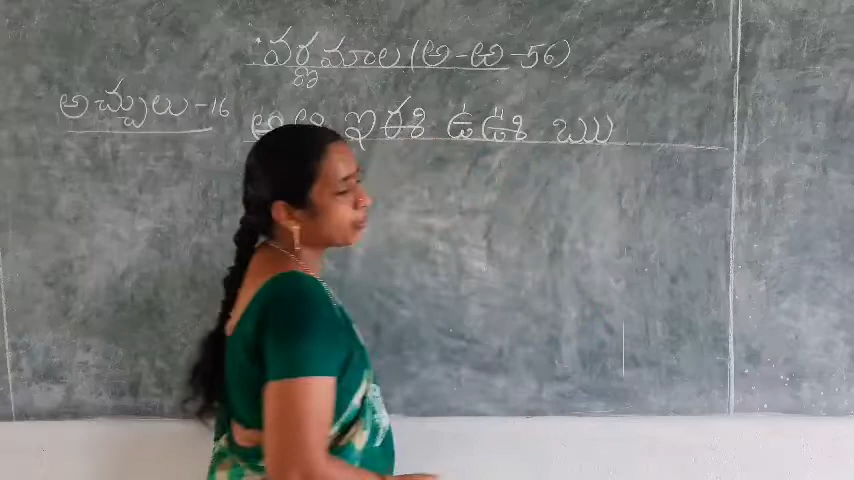 వర్ణమాల (అ-ఱ-56)
అచ్చులు-16 అ ఆ ఇ ఈ ఉ ఊ ఋ